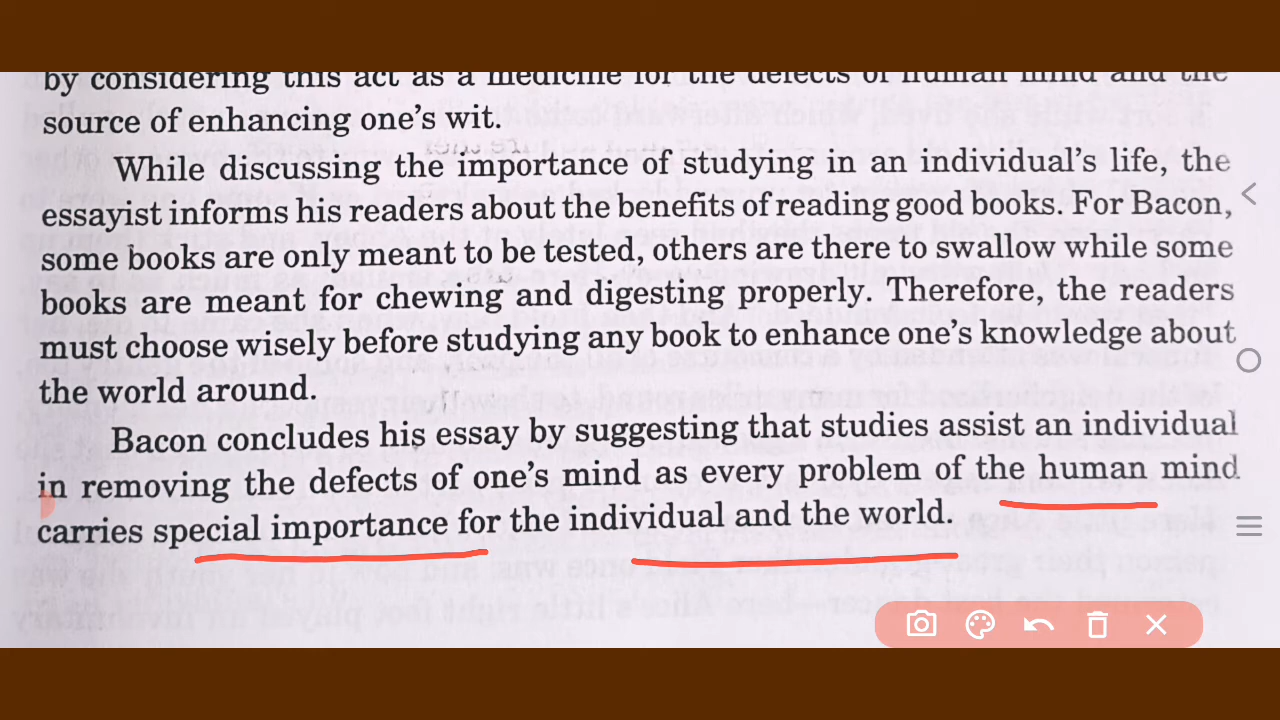 by considering this act as a medicine for the defects of human mind and the
source of enhancing one's wit.
While discussing the importance of studying in an individual's life, the
essayist informs his readers about the benefits of reading good books. For Bacon,
some books are only meant to be tested, others are there to swallow while some
books are meant for chewing and digesting properly. Therefore, the readers
must choose wisely before studying any book to enhance one's knowledge about
the world around.
Bacon concludes his essay by suggesting that studies assist an individual
in removing the defects of one's mind as every problem of the human mind
carries special importance for the individual and the world.